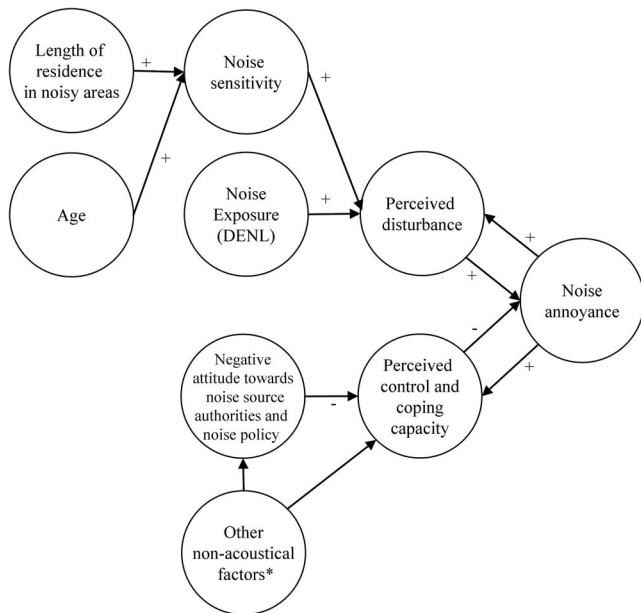 Length of
residence
in noisy areas
+
Noise
sensitivity
+
+
Age
Noise
Exposure
(DENL)
+
Perceived
disturbance
+
+
Noise
annoyance
-
+
Negative
attitude towards
noise source
authorities and
noise policy
-
Perceived
control and
coping
capacity
Other
non-acoustical
factors*